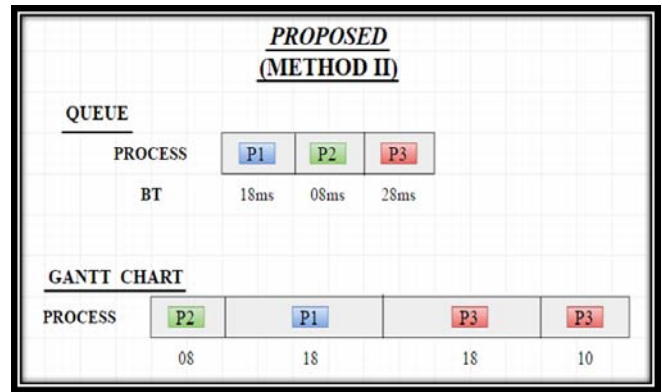 PROPOSED
(METHOD II)
QUEUE
PROCESS P1 P2 P3
BT 18ms 08ms 28ms
GANTT CHART
PROCESS P2 P1 P3 P3
08 18 18 10